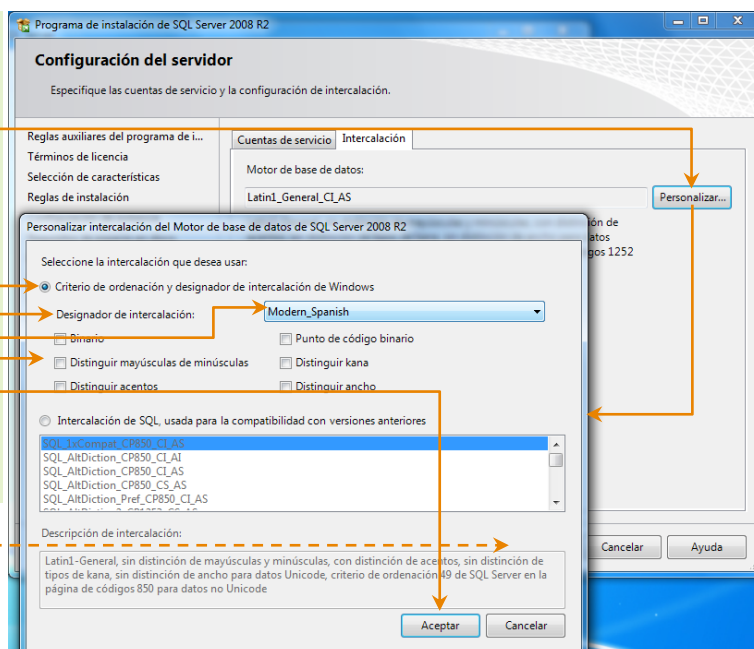 Programa de instalación de SQL Server 2008 R2
Configuración del servidor
Especifique las cuentas de servicio y la configuración de intercalación.
Reglas auxiliares del programa de i...
Términos de licencia
Selección de características
Reglas de instalación
Cuentas de servicio Intercalación
Motor de base de datos:
Latin1_General_CI_AS
Personalizar...
ión de
atos
gos 1252
Personalizar intercalación del Motor de base de datos de SQL Server 2008 R2
Seleccione la intercalación que desea usar:
Criterio de ordenación y designador de intercalación de Windows
Designador de intercalación: Modern_Spanish
Binario Punto de código binario
Distinguir mayúsculas de minúsculas Distinguir kana
Distinguir acentos Distinguir ancho
Intercalación de SQL, usada para la compatibilidad con versiones anteriores
SQL_1xCompat_CP850_CI_AS
SQL_AltDiction_CP850_CI_AI
SQL_AltDiction_CP850_CI_AS
SQL_AltDiction_CP850_CS_AS
SQL_AltDiction_Pref_CP850_CI_AS
Descripción de intercalación:
Latin1-General, sin distinción de mayúsculas y minúsculas, con distinción de acentos, sin distinción de
tipos de kana, sin distinción de ancho para datos Unicode, criterio de ordenación 49 de SQL Server en la
página de códigos 850 para datos no Unicode
Aceptar Cancelar
Cancelar Ayuda